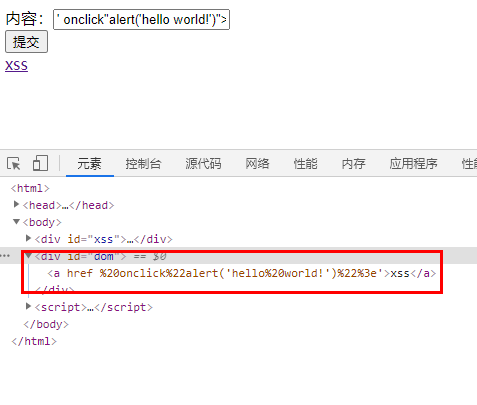 内容: ' onclick"alert('hello world!')">
提交
XSS
元素 控制台 源代码 网络 性能 内存 应用程序
<html>
<head>…</head>
<body>
<div id="xss">…</div>
<div id="dom"> == $0
<a href %20onclick%22alert('hello%20world!')%22%3e'>xss</a>
</div>
<script>…</script>
</body>
</html>